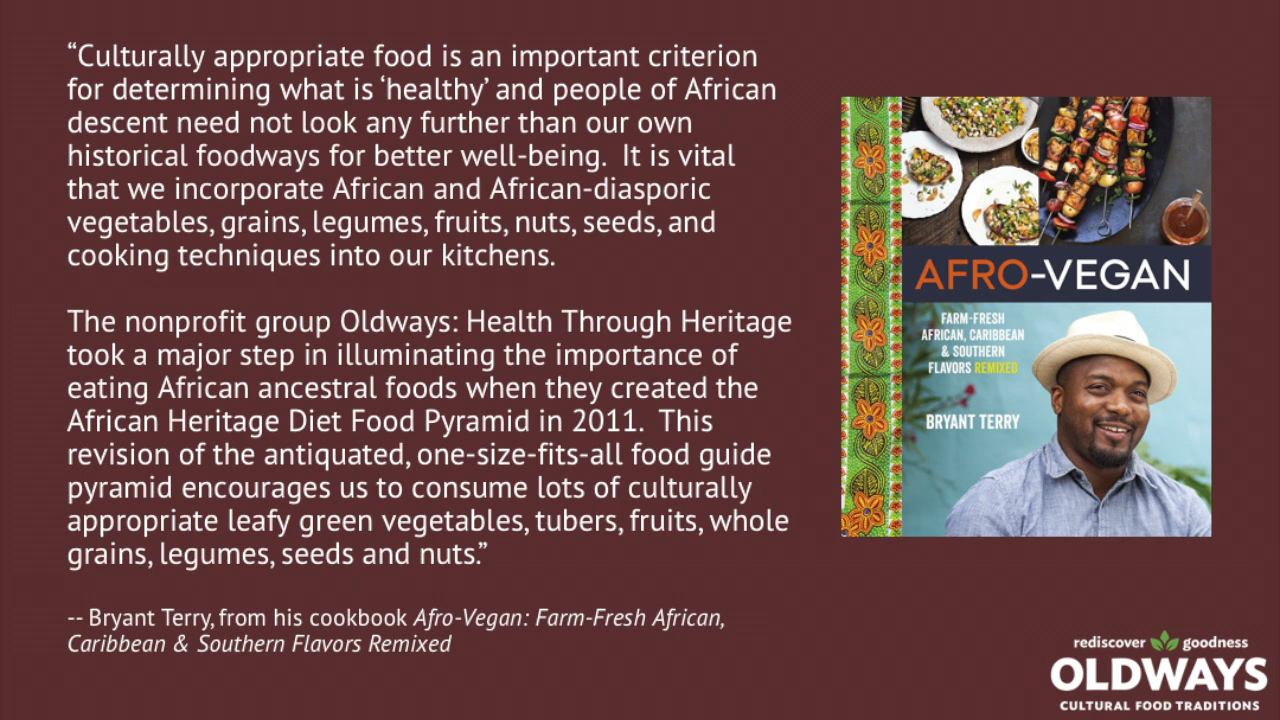 “Culturally appropriate food is an important criterion
for determining what is ‘healthy’ and people of African
descent need not look any further than our own
historical foodways for better well-being.  It is vital
that we incorporate African and African-diasporic
vegetables, grains, legumes, fruits, nuts, seeds, and
cooking techniques into our kitchens.
The nonprofit group Oldways: Health Through Heritage
took a major step in illuminating the importance of
eating African ancestral foods when they created the
African Heritage Diet Food Pyramid in 2011.  This
revision of the antiquated, one-size-fits-all food guide
pyramid encourages us to consume lots of culturally
appropriate leafy green vegetables, tubers, fruits, whole
grains, legumes, seeds and nuts.”
-- Bryant Terry, from his cookbook Afro-Vegan: Farm-Fresh African,
Caribbean & Southern Flavors Remixed
AFRO-VEGAN
FARM-FRESH
AFRICAN, CARIBBEAN
& SOUTHERN
FLAVORS REMIXED
BRYANT TERRY
rediscover goodness
OLDWAYS
CULTURAL FOOD TRADITIONS